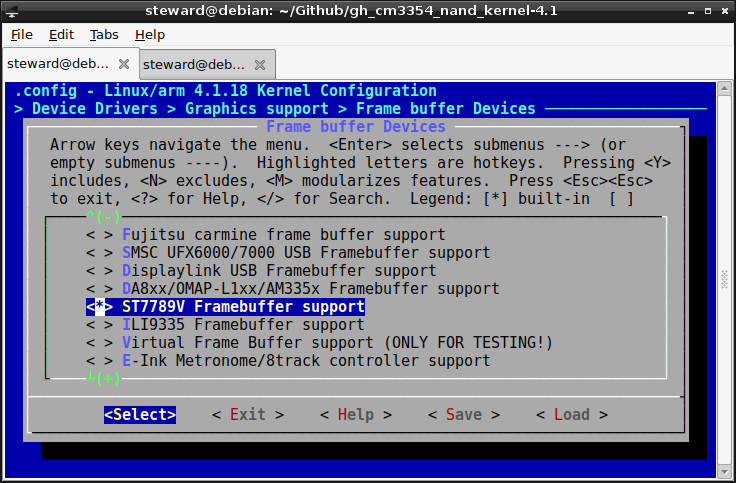 steward@debian: ~/Github/gh_cm3354_nand_kernel-4.1
File Edit Tabs Help
steward@deb... steward@deb...
.config - Linux/arm 4.1.18 Kernel Configuration
> Device Drivers > Graphics support > Frame buffer Devices
Frame buffer Devices
Arrow keys navigate the menu. <Enter> selects submenus ---> (or
empty submenus ----). Highlighted letters are hotkeys. Pressing <Y>
includes, <N> excludes, <M> modularizes features. Press <Esc><Esc>
to exit, <?> for Help, </> for Search. Legend: [*] built-in [ ]
^(-)
< > Fujitsu carmine frame buffer support
< > SMSC UFX6000/7000 USB Framebuffer support
< > Displaylink USB Framebuffer support
< > DA8xx/OMAP-L1xx/AM335x Framebuffer support
<*> ST7789V Framebuffer support
< > ILI9335 Framebuffer support
< > Virtual Frame Buffer support (ONLY FOR TESTING!)
< > E-Ink Metronome/8track controller support
┴(+)
<Select> < Exit > < Help > < Save > < Load >